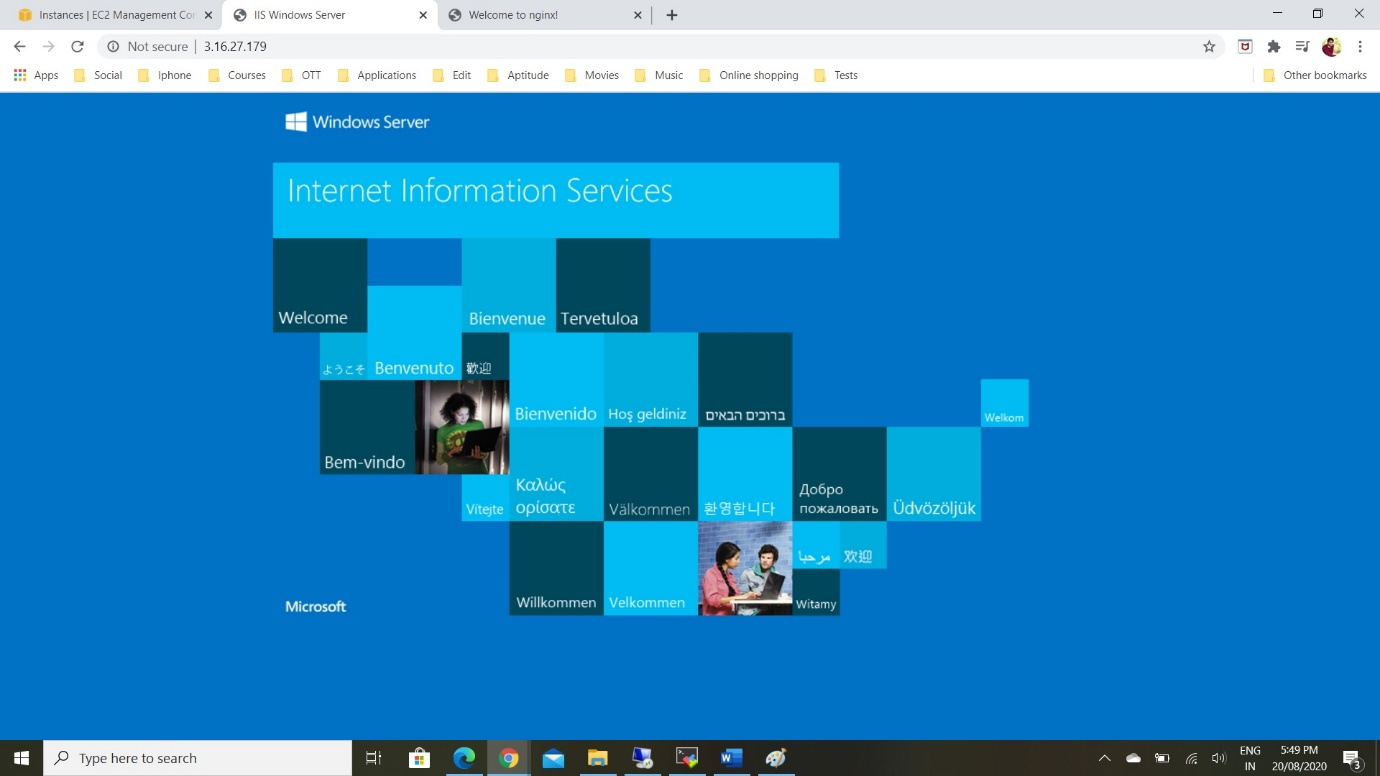 Instances | EC2 Management Con
IIS Windows Server
Welcome to nginx!
Not secure | 3.16.27.179
Apps Social Iphone Courses OTT Applications Edit Aptitude Movies Music Online shopping Tests Other bookmarks
Windows Server
Internet Information Services
Welcome
Bienvenue
Tervetuloa
ようこそ
Benvenuto
歡迎
Bienvenido
Hoş geldiniz
ברוכים הבאים
Welkom
Bem-vindo
Vítejte
Καλώς
ορίσατε
Välkommen
환영합니다
Добро
пожаловать
Üdvözöljük
مرحبا
欢迎
Willkommen
Velkommen
Witamy
Microsoft
Type here to search
ENG
IN
5:49 PM
20/08/2020
3